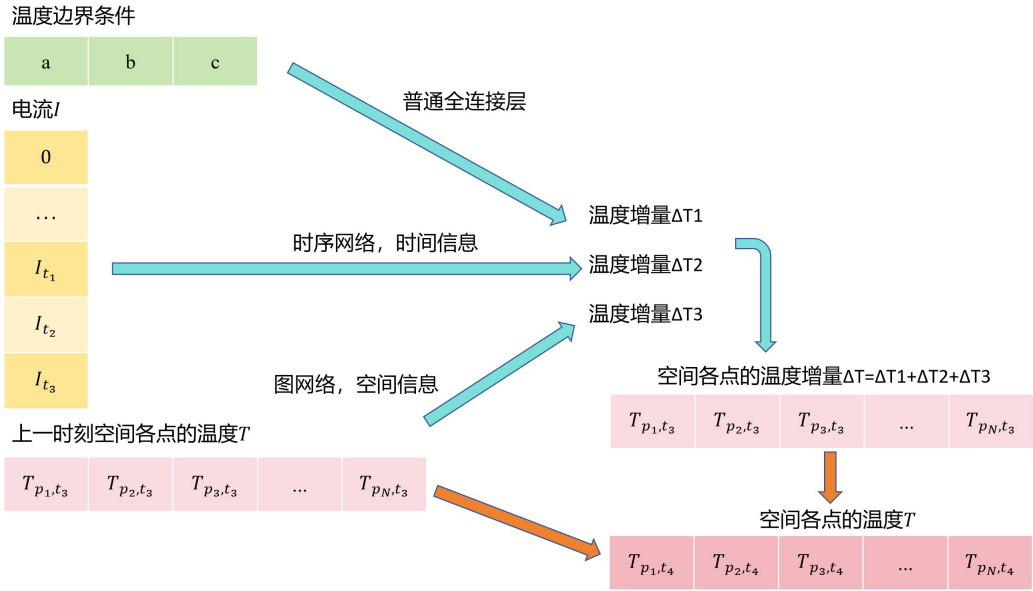 温度边界条件
a b c
电流I
0
…
I_{t_1}
I_{t_2}
I_{t_3}
普通全连接层
时序网络，时间信息
图网络，空间信息
温度增量ΔT1
温度增量ΔT2
温度增量ΔT3
上一时刻空间各点的温度T
T_{p_1,t_3} T_{p_2,t_3} T_{p_3,t_3} … T_{p_N,t_3}
空间各点的温度增量ΔT=ΔT1+ΔT2+ΔT3
T_{p_1,t_3} T_{p_2,t_3} T_{p_3,t_3} … T_{p_N,t_3}
空间各点的温度T
T_{p_1,t_4} T_{p_2,t_4} T_{p_3,t_4} … T_{p_N,t_4}